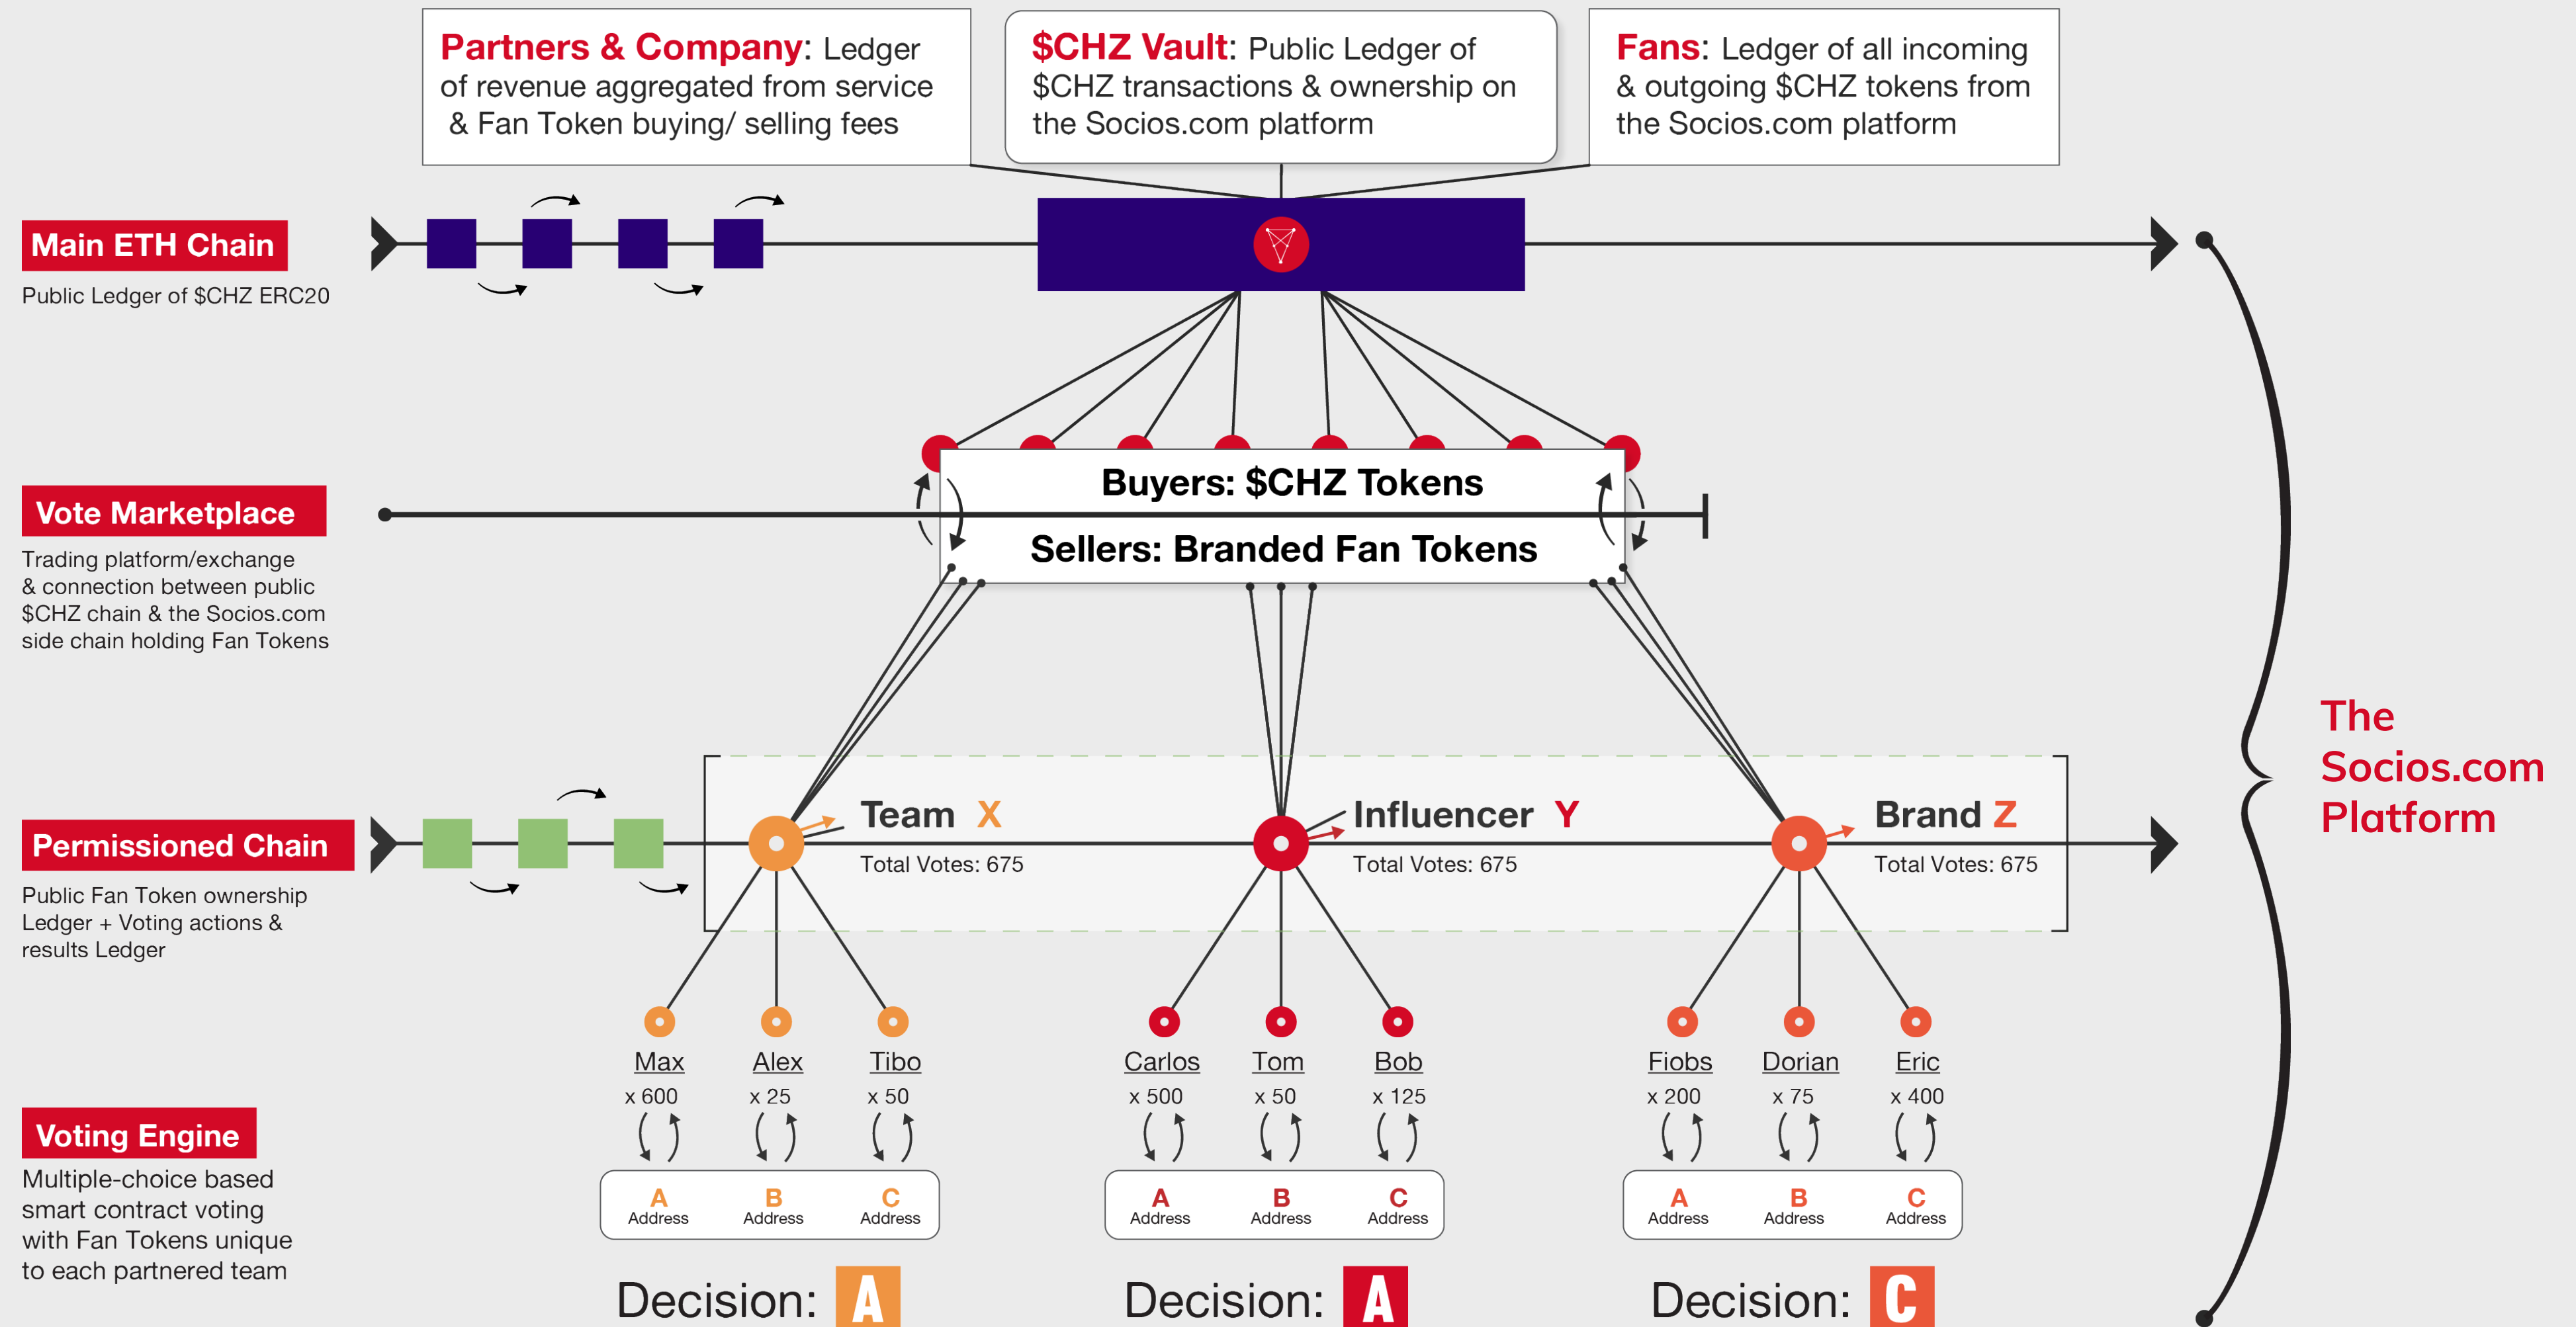 Partners & Company: Ledger
of revenue aggregated from service
& Fan Token buying/ selling fees
$CHZ Vault: Public Ledger of
$CHZ transactions & ownership on
the Socios.com platform
Fans: Ledger of all incoming
& outgoing $CHZ tokens from
the Socios.com platform
Main ETH Chain
Public Ledger of $CHZ ERC20
Vote Marketplace
Trading platform/exchange
& connection between public
$CHZ chain & the Socios.com
side chain holding Fan Tokens
Buyers: $CHZ Tokens
Sellers: Branded Fan Tokens
The
Socios.com
Platform
Permissioned Chain
Public Fan Token ownership
Ledger + Voting actions &
results Ledger
Team X
Total Votes: 675
Influencer Y
Total Votes: 675
Brand Z
Total Votes: 675
Max Alex Tibo
x 600 x 25 x 50
Carlos Tom Bob
x 500 x 50 x 125
Fiobs Dorian Eric
x 200 x 75 x 400
Voting Engine
Multiple-choice based
smart contract voting
with Fan Tokens unique
to each partnered team
A B C
Address Address Address
A B C
Address Address Address
A B C
Address Address Address
Decision: A
Decision: A
Decision: C